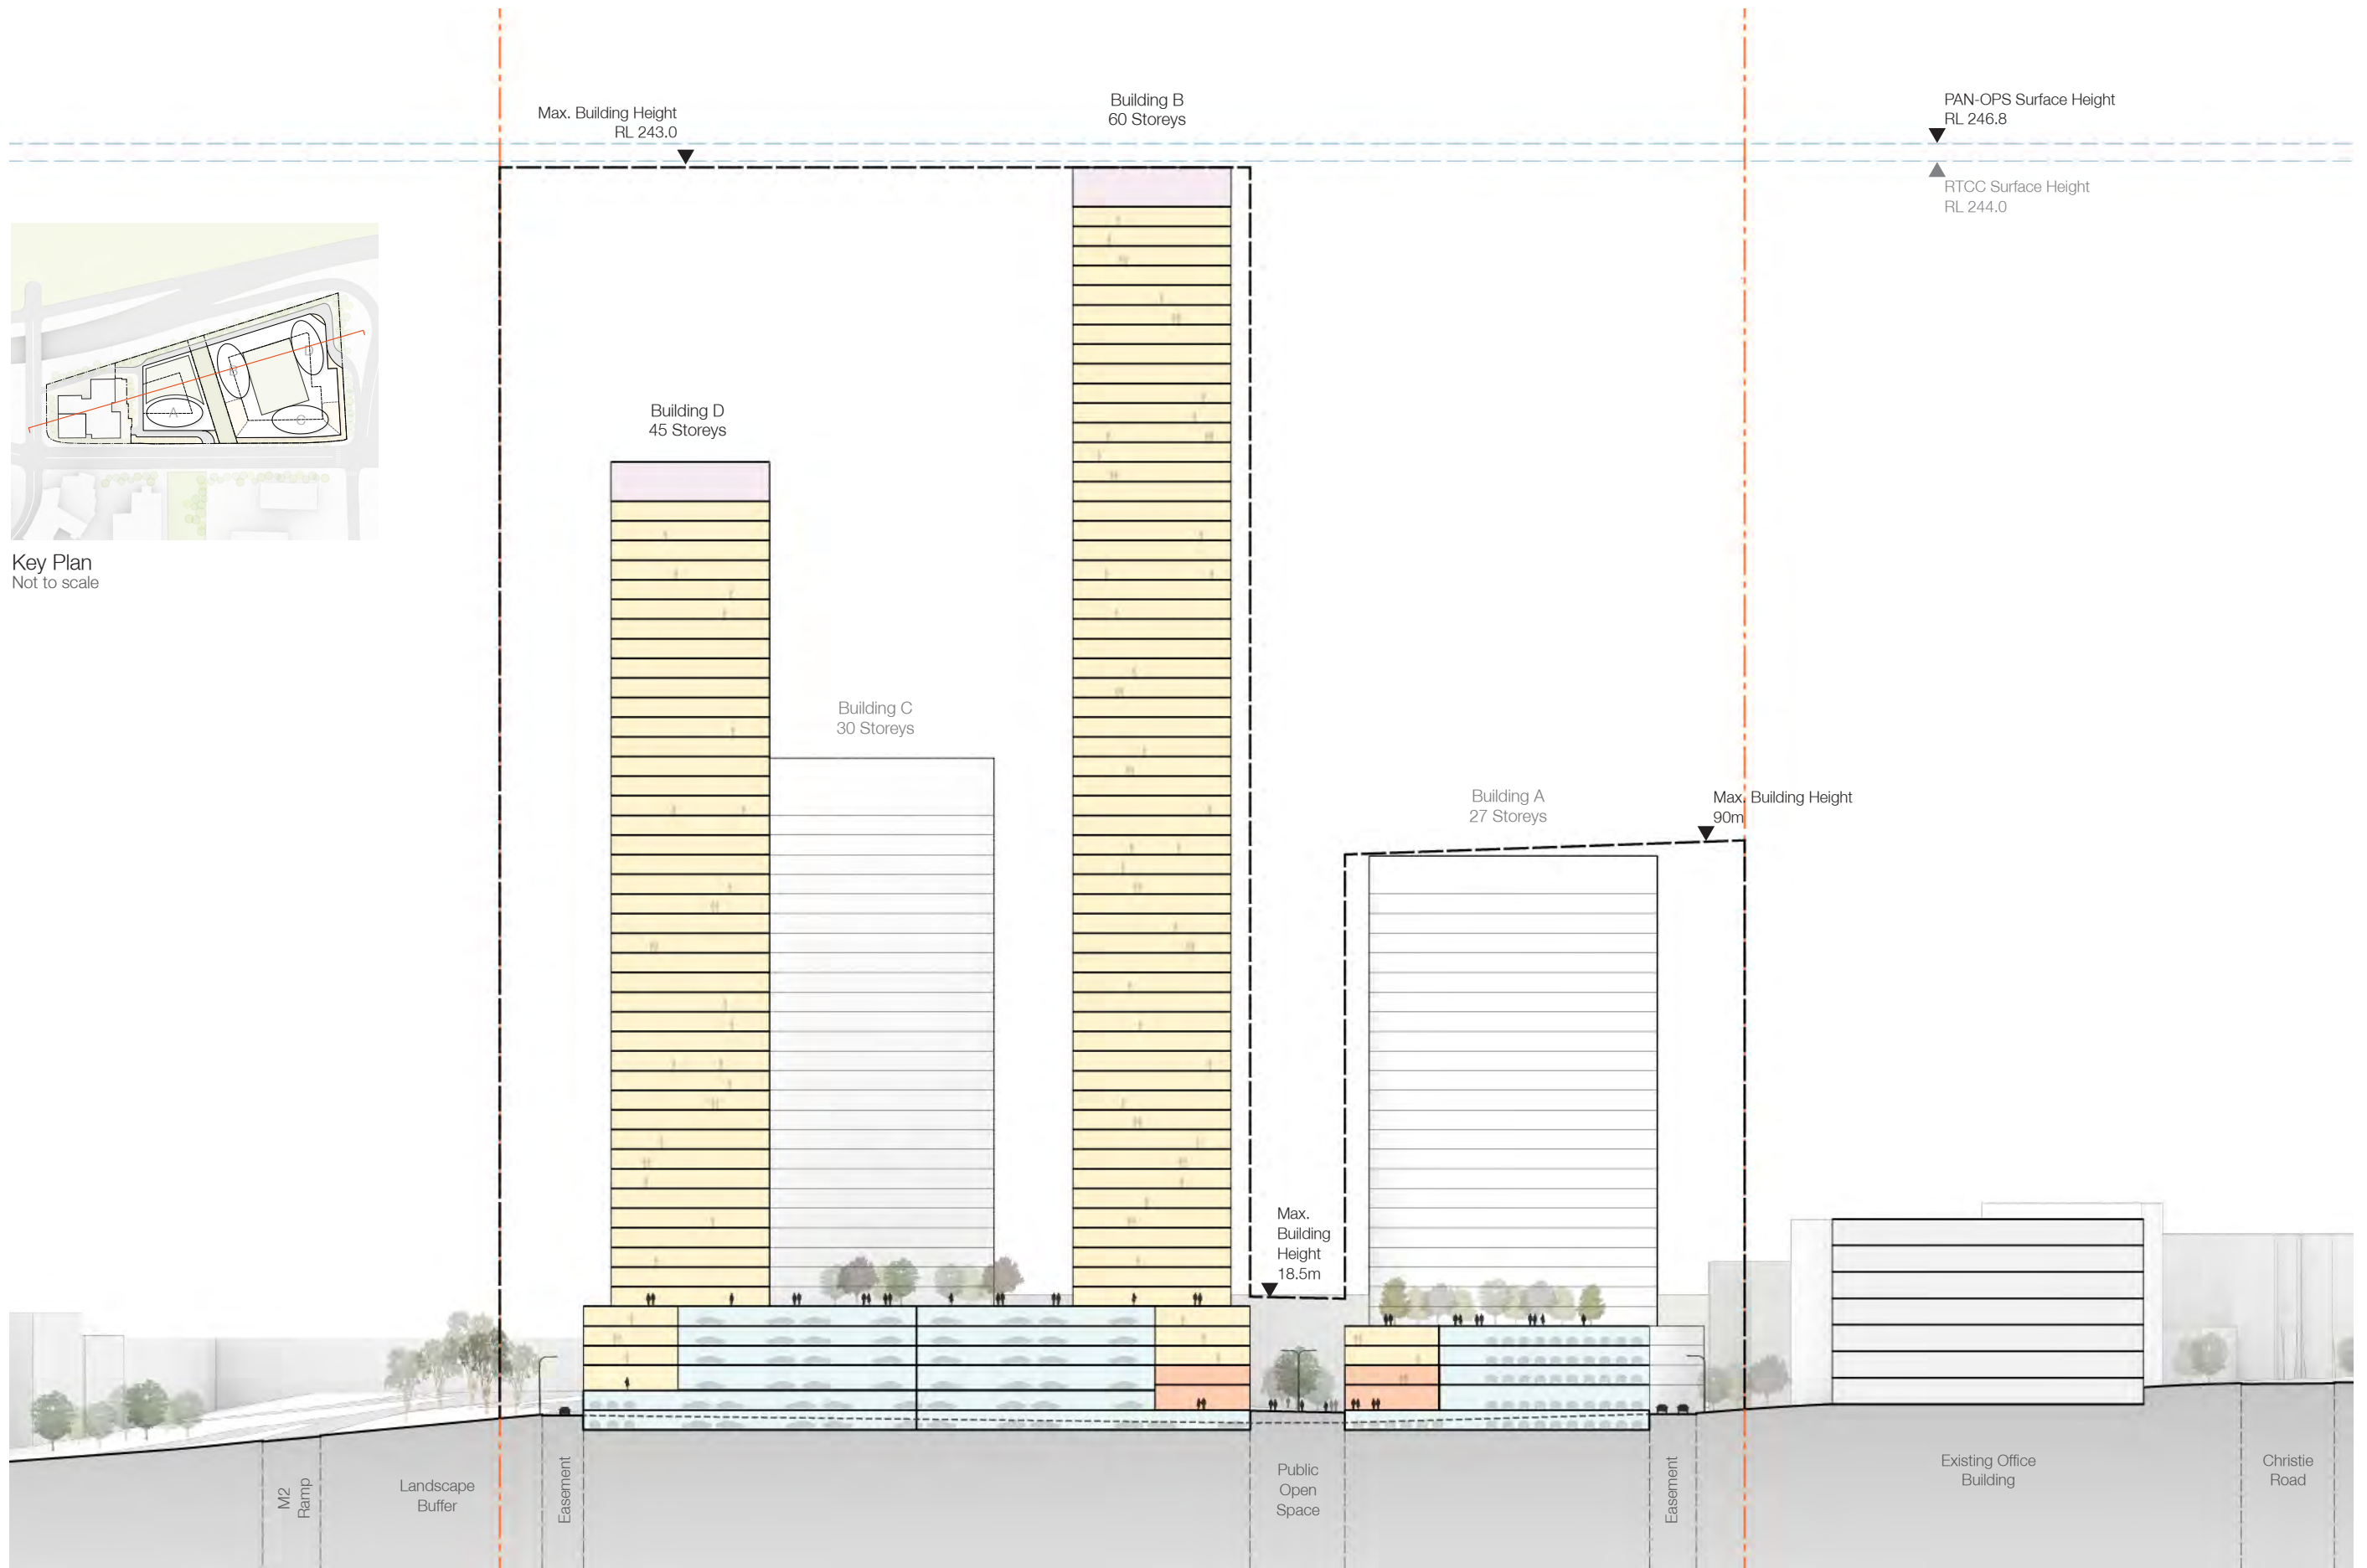 Max. Building Height
RL 243.0
Building B
60 Storeys
PAN-OPS Surface Height
RL 246.8
RTCC Surface Height
RL 244.0
B
D
A
C
Key Plan
Not to scale
Building D
45 Storeys
Building C
30 Storeys
Building A
27 Storeys
Max. Building Height
90m
Max.
Building
Height
18.5m
M2
Ramp
Landscape
Buffer
Easement
Public
Open
Space
Easement
Existing Office
Building
Christie
Road